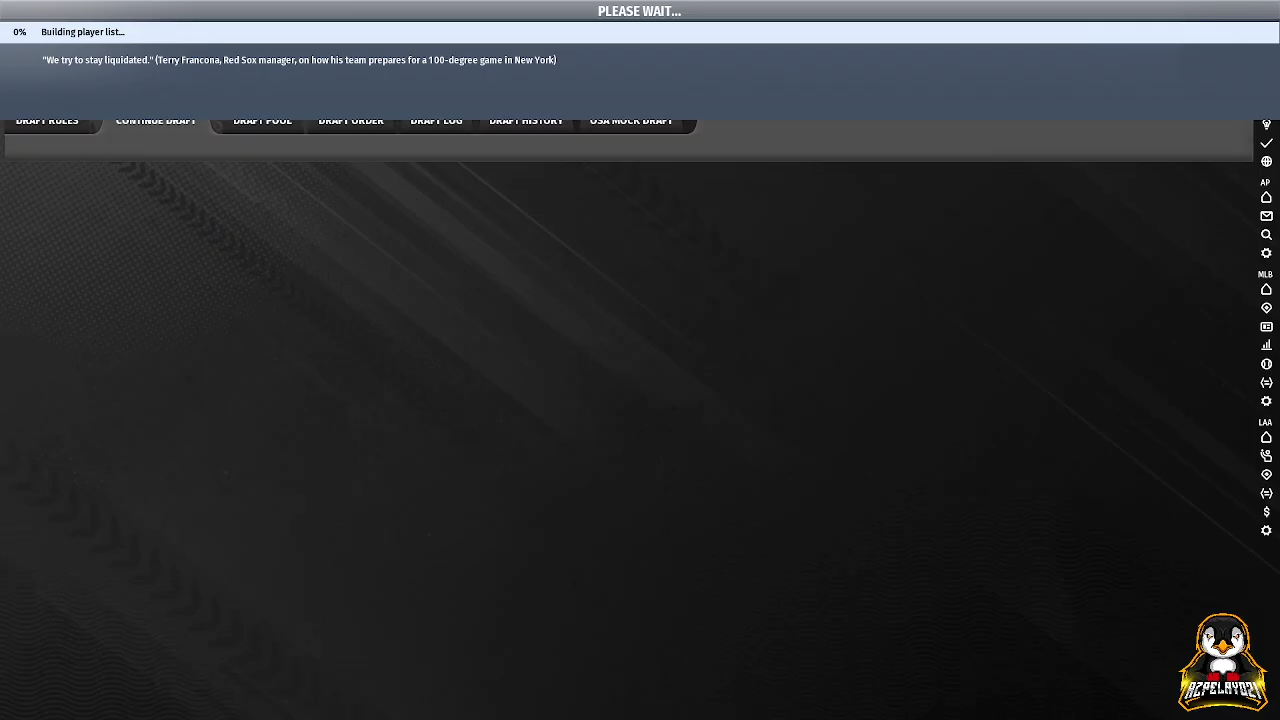 PLEASE WAIT...
0% Building player list...
"We try to stay liquidated." (Terry Francona, Red Sox manager, on how his team prepares for a 100-degree game in New York)
DRAFT RULES CONTINUE DRAFT DRAFT POOL DRAFT ORDER DRAFT LOG DRAFT HISTORY OSA MOCK DRAFT
AP
MLB
LAA
$
AZPELAYO21